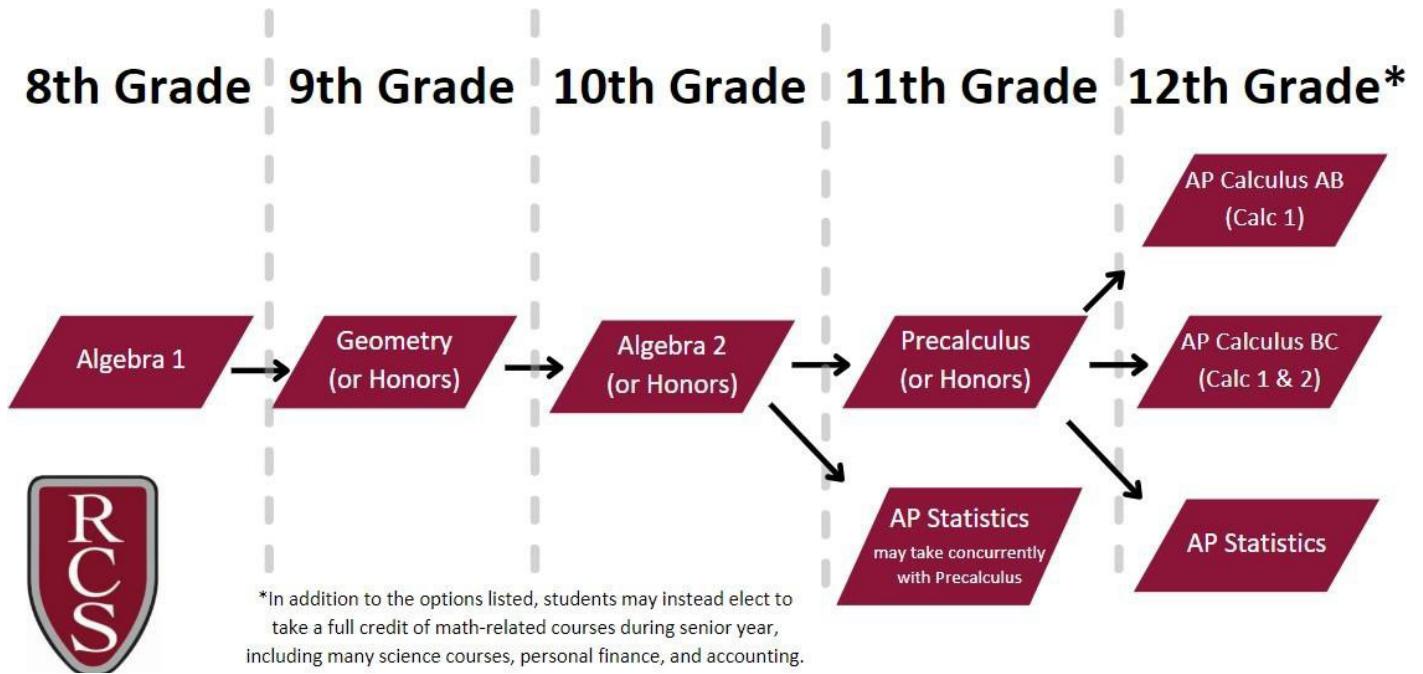 8th Grade
9th Grade
10th Grade
11th Grade
12th Grade*
AP Calculus AB
(Calc 1)
Algebra 1
Geometry
(or Honors)
Algebra 2
(or Honors)
Precalculus
(or Honors)
AP Calculus BC
(Calc 1 & 2)
AP Statistics
may take concurrently
with Precalculus
AP Statistics
R
C
S
*In addition to the options listed, students may instead elect to
take a full credit of math-related courses during senior year,
including many science courses, personal finance, and accounting.